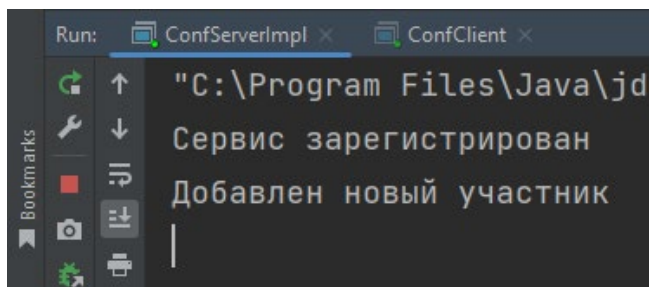 Run: ConfServerImpl × ConfClient ×
"C:\Program Files\Java\jd
Сервис зарегистрирован
Добавлен новый участник
Bookmarks